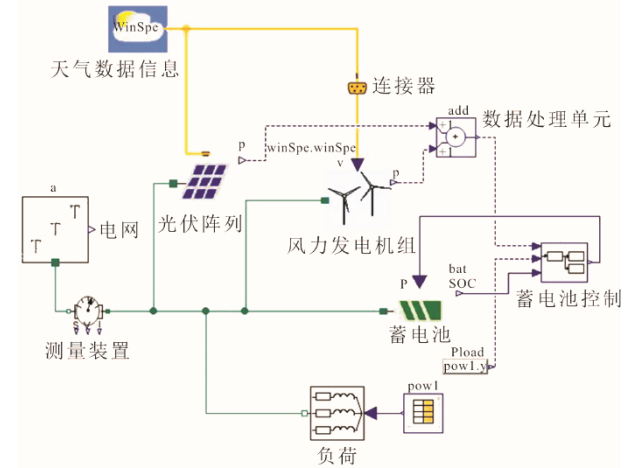 WinSpe
天气数据信息
连接器
add
数据处理单元
+1
+1
+
p
winSpe.winSpe
v
p
a
电网
光伏阵列
风力发电机组
bat
SOC
P
蓄电池控制
S V I
测量装置
蓄电池
Pload
pow1.y
pow1
负荷